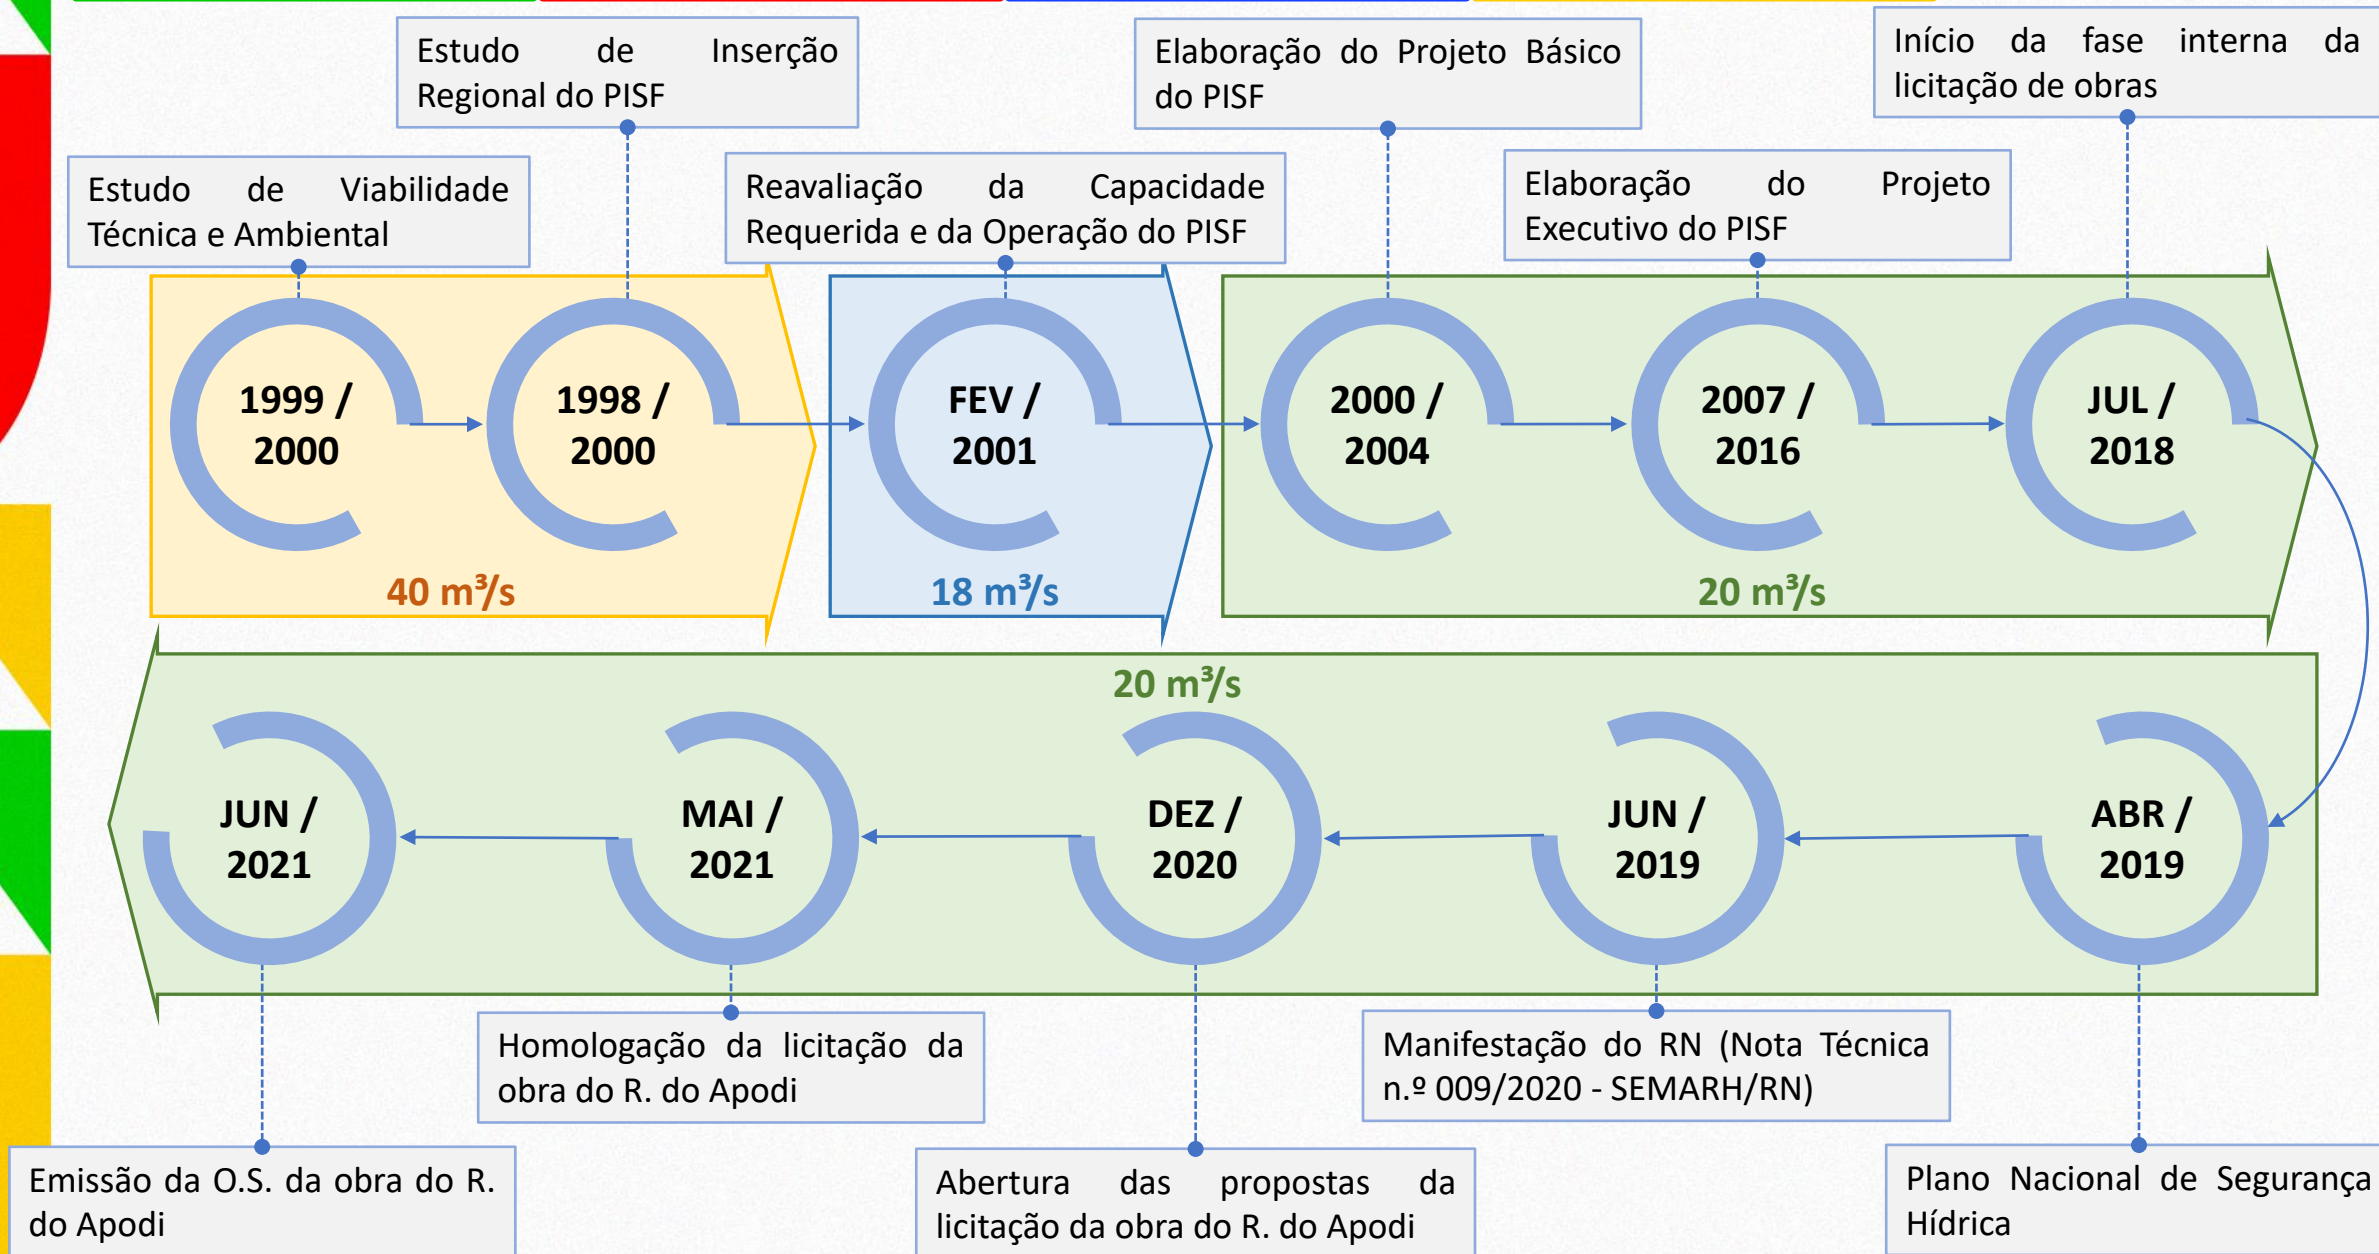 Estudo de Inserção
Regional do PISF
Elaboração do Projeto Básico
do PISF
Início da fase interna da
licitação de obras
Estudo de Viabilidade
Técnica e Ambiental
Reavaliação da Capacidade
Requerida e da Operação do PISF
Elaboração do Projeto
Executivo do PISF
1999 /
2000
1998 /
2000
FEV /
2001
2000 /
2004
2007 /
2016
JUL /
2018
40 m³/s
18 m³/s
20 m³/s
20 m³/s
JUN /
2021
MAI /
2021
DEZ /
2020
JUN /
2019
ABR /
2019
Homologação da licitação da
obra do R. do Apodi
Manifestação do RN (Nota Técnica
n.º 009/2020 - SEMARH/RN)
Emissão da O.S. da obra do R.
do Apodi
Abertura das propostas da
licitação da obra do R. do Apodi
Plano Nacional de Segurança
Hídrica